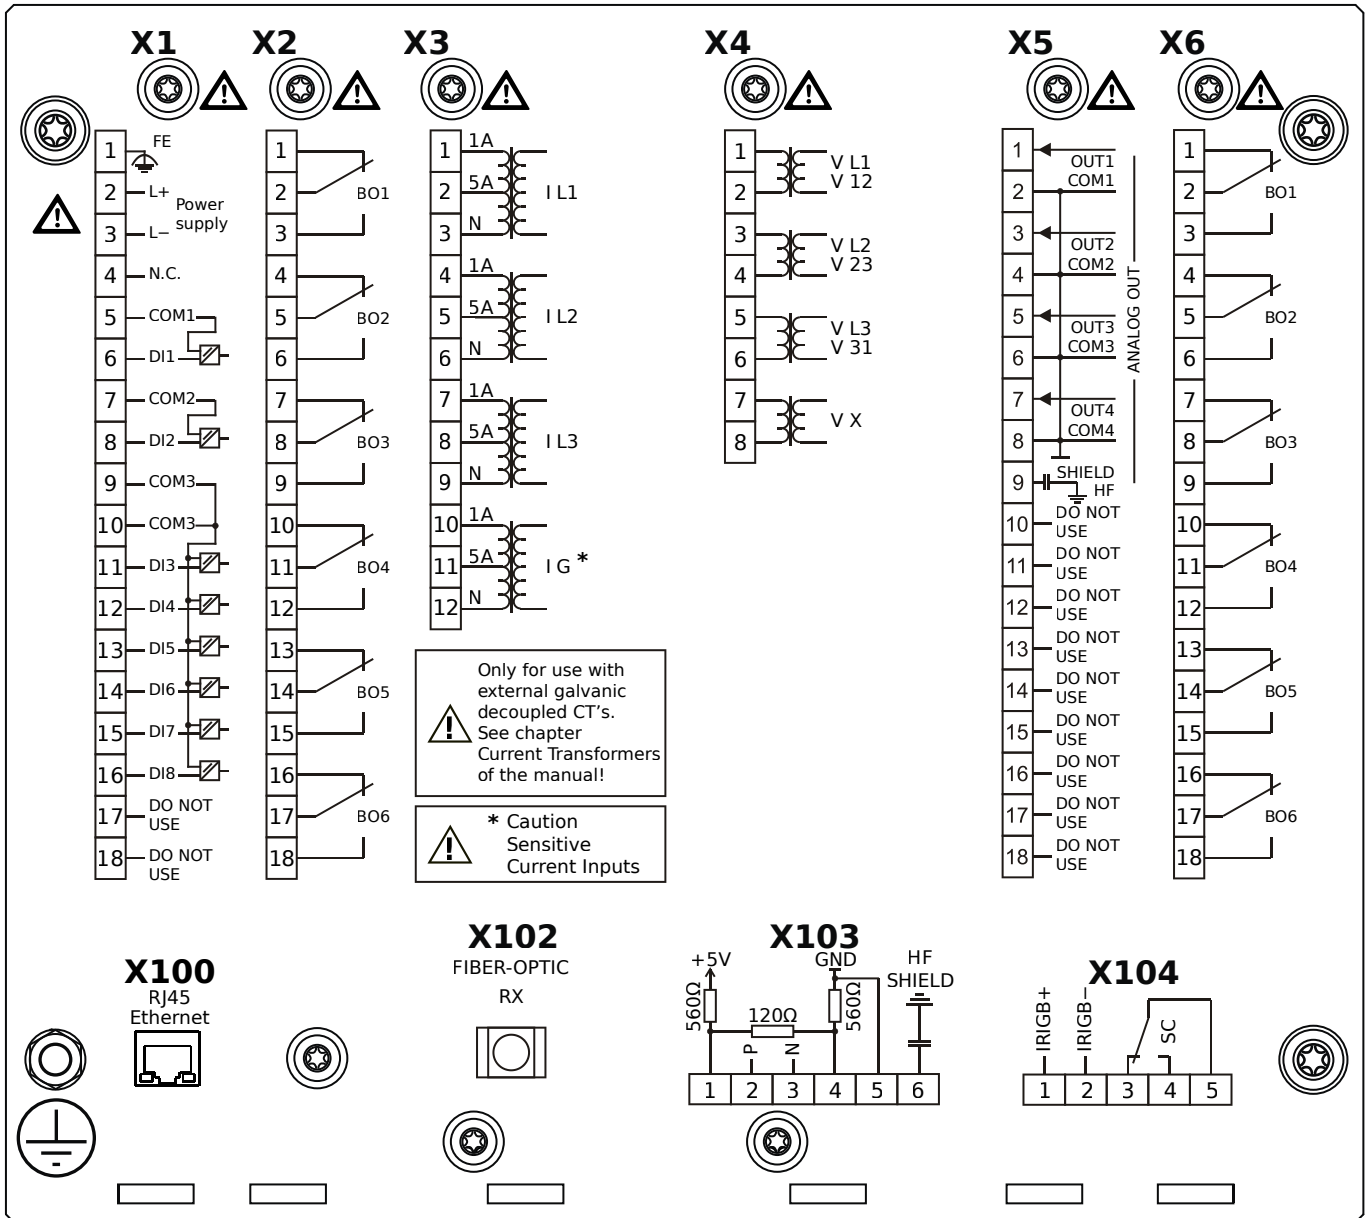 X1
X2
X3
X4
X5
X6
1 FE
2 L+
Power
supply
3 L−
4 N.C.
5 COM1
6 DI1
7 COM2
8 DI2
9 COM3
10 COM3
11 DI3
12 DI4
13 DI5
14 DI6
15 DI7
16 DI8
17 DO NOT
USE
18 DO NOT
USE
1
2 BO1
3
4
5 BO2
6
7
8 BO3
9
10
11 BO4
12
13
14 BO5
15
16
17 BO6
18
1 1A
2 5A I L1
3 N
4 1A
5 5A I L2
6 N
7 1A
8 5A I L3
9 N
10 1A
11 5A I G *
12 N
Only for use with
external galvanic
decoupled CT's.
See chapter
Current Transformers
of the manual!
* Caution
Sensitive
Current Inputs
1 V L1
2 V 12
3 V L2
4 V 23
5 V L3
6 V 31
7 V X
8
1 OUT1
2 COM1
3 OUT2
4 COM2
5 OUT3
6 COM3
7 OUT4
8 COM4
ANALOG OUT
9 SHIELD
HF
10 DO NOT
USE
11 DO NOT
USE
12 DO NOT
USE
13 DO NOT
USE
14 DO NOT
USE
15 DO NOT
USE
16 DO NOT
USE
17 DO NOT
USE
18 DO NOT
USE
1
2 BO1
3
4
5 BO2
6
7
8 BO3
9
10
11 BO4
12
13
14 BO5
15
16
17 BO6
18
X100
RJ45
Ethernet
X102
FIBER-OPTIC
RX
X103
+5V
GND
HF
SHIELD
560Ω
120Ω
560Ω
P
N
1 2 3 4 5 6
X104
IRIGB+
IRIGB−
SC
1 2 3 4 5